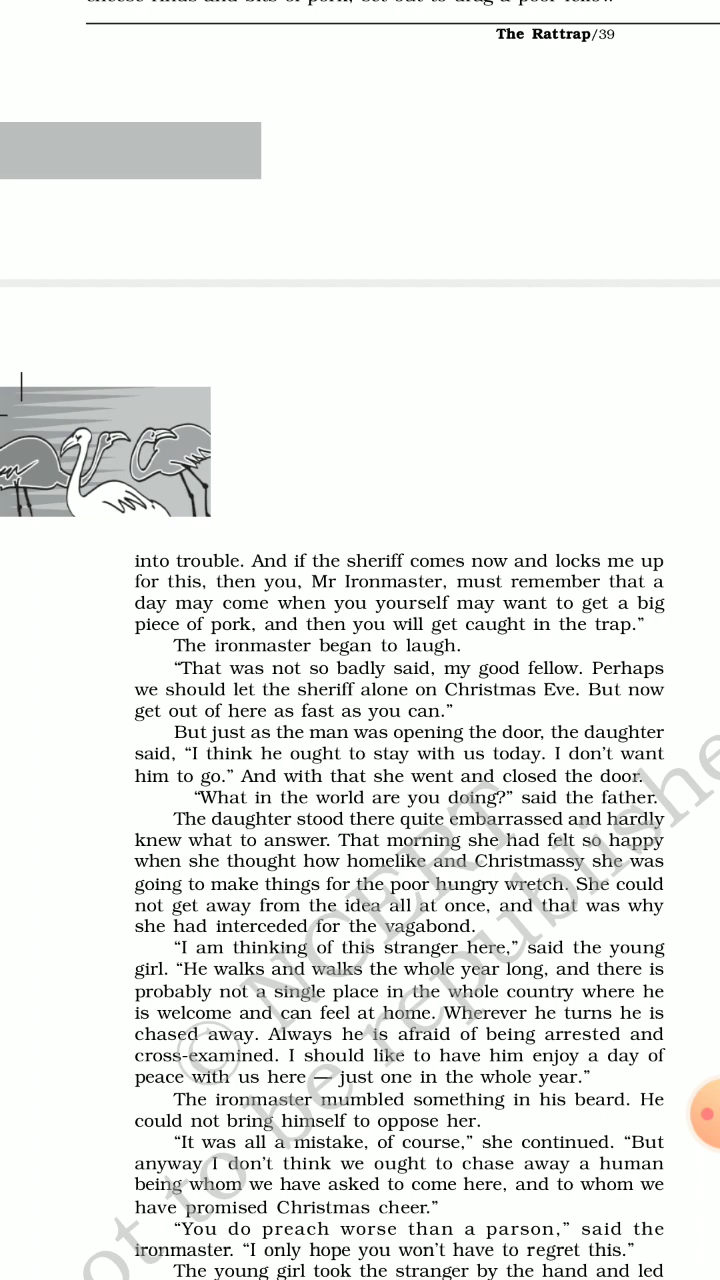 cheese rinds and bits of pork, set out to drag a poor fellow
The Rattrap/39
into trouble. And if the sheriff comes now and locks me up
for this, then you, Mr Ironmaster, must remember that a
day may come when you yourself may want to get a big
piece of pork, and then you will get caught in the trap.”
The ironmaster began to laugh.
“That was not so badly said, my good fellow. Perhaps
we should let the sheriff alone on Christmas Eve. But now
get out of here as fast as you can.”
But just as the man was opening the door, the daughter
said, “I think he ought to stay with us today. I don’t want
him to go.” And with that she went and closed the door.
“What in the world are you doing?” said the father.
The daughter stood there quite embarrassed and hardly
knew what to answer. That morning she had felt so happy
when she thought how homelike and Christmassy she was
going to make things for the poor hungry wretch. She could
not get away from the idea all at once, and that was why
she had interceded for the vagabond.
“I am thinking of this stranger here,” said the young
girl. “He walks and walks the whole year long, and there is
probably not a single place in the whole country where he
is welcome and can feel at home. Wherever he turns he is
chased away. Always he is afraid of being arrested and
cross-examined. I should like to have him enjoy a day of
peace with us here — just one in the whole year.”
The ironmaster mumbled something in his beard. He
could not bring himself to oppose her.
“It was all a mistake, of course,” she continued. “But
anyway I don’t think we ought to chase away a human
being whom we have asked to come here, and to whom we
have promised Christmas cheer.”
“You do preach worse than a parson,” said the
ironmaster. “I only hope you won’t have to regret this.”
The young girl took the stranger by the hand and led
© NCERT
not to be republishe